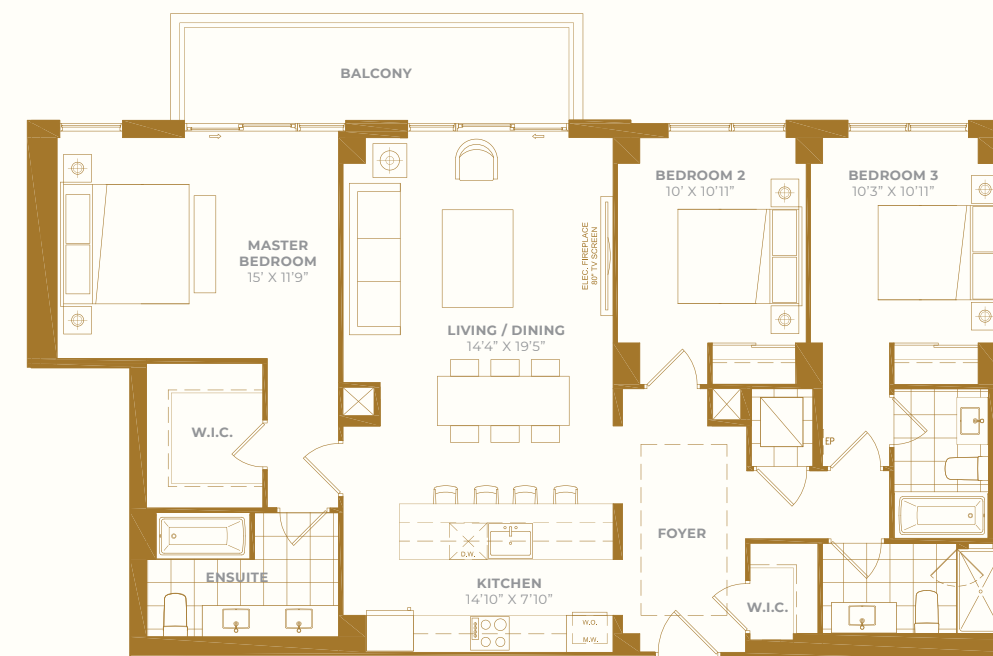 BALCONY
BEDROOM 2
10’ X 10’11”
BEDROOM 3
10’3” X 10’11”
MASTER
BEDROOM
15’ X 11’9”
ELEC. FIREPLACE
80" TV SCREEN
LIVING / DINING
14’4” X 19’5”
W.I.C.
EP
FOYER
D.W.
ENSUITE
KITCHEN
14’10” X 7’10”
W.I.C.
W.O.
M.W.